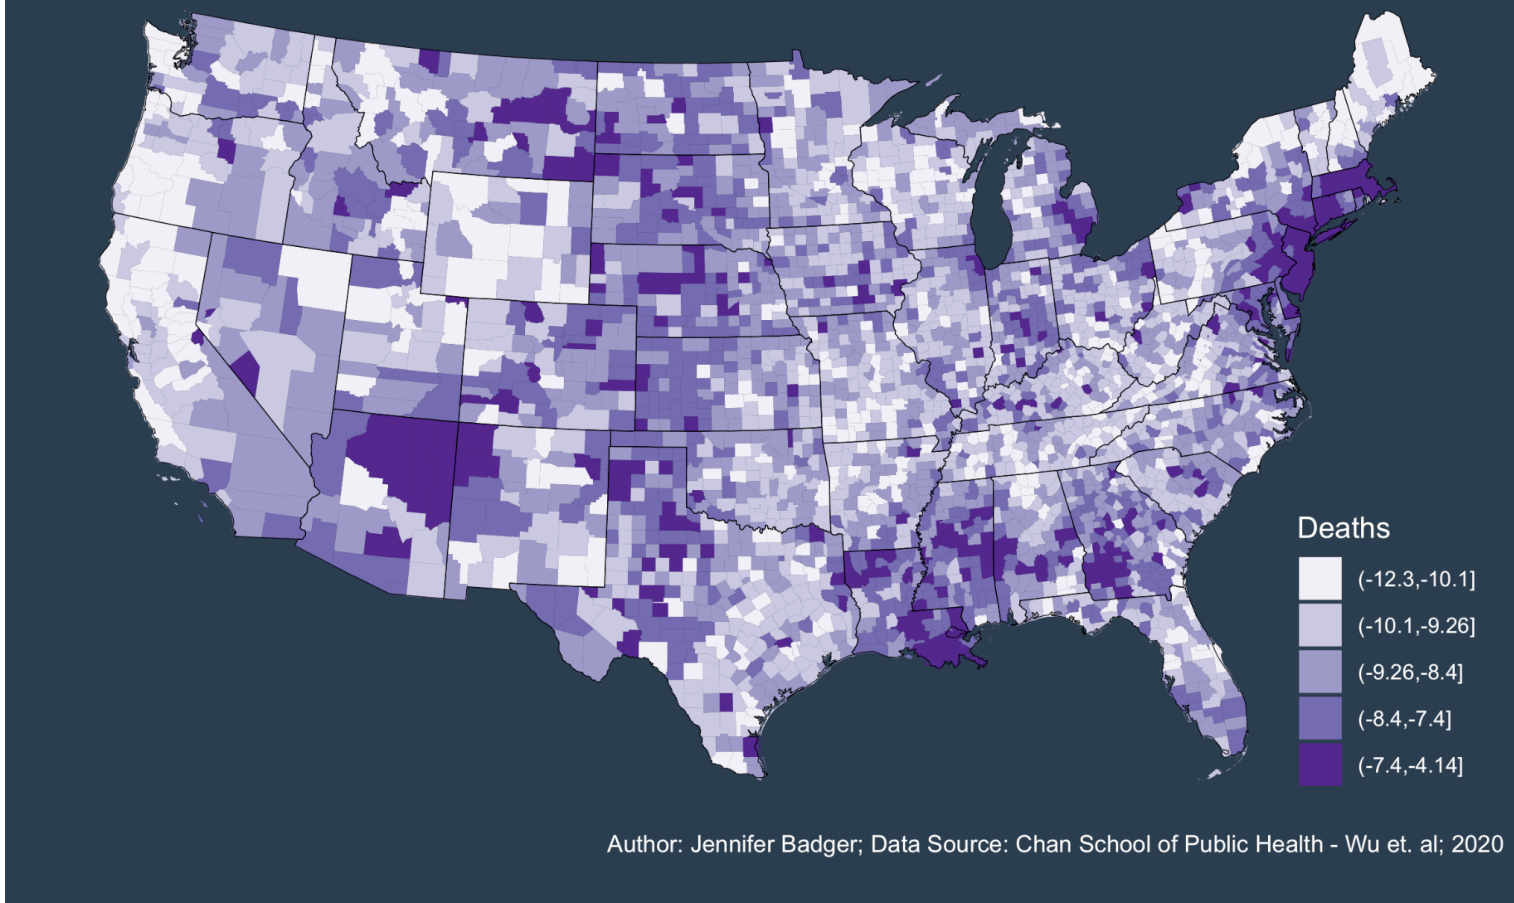 Deaths
(-12.3,-10.1]
(-10.1,-9.26]
(-9.26,-8.4]
(-8.4,-7.4]
(-7.4,-4.14]
Author: Jennifer Badger; Data Source: Chan School of Public Health - Wu et. al; 2020